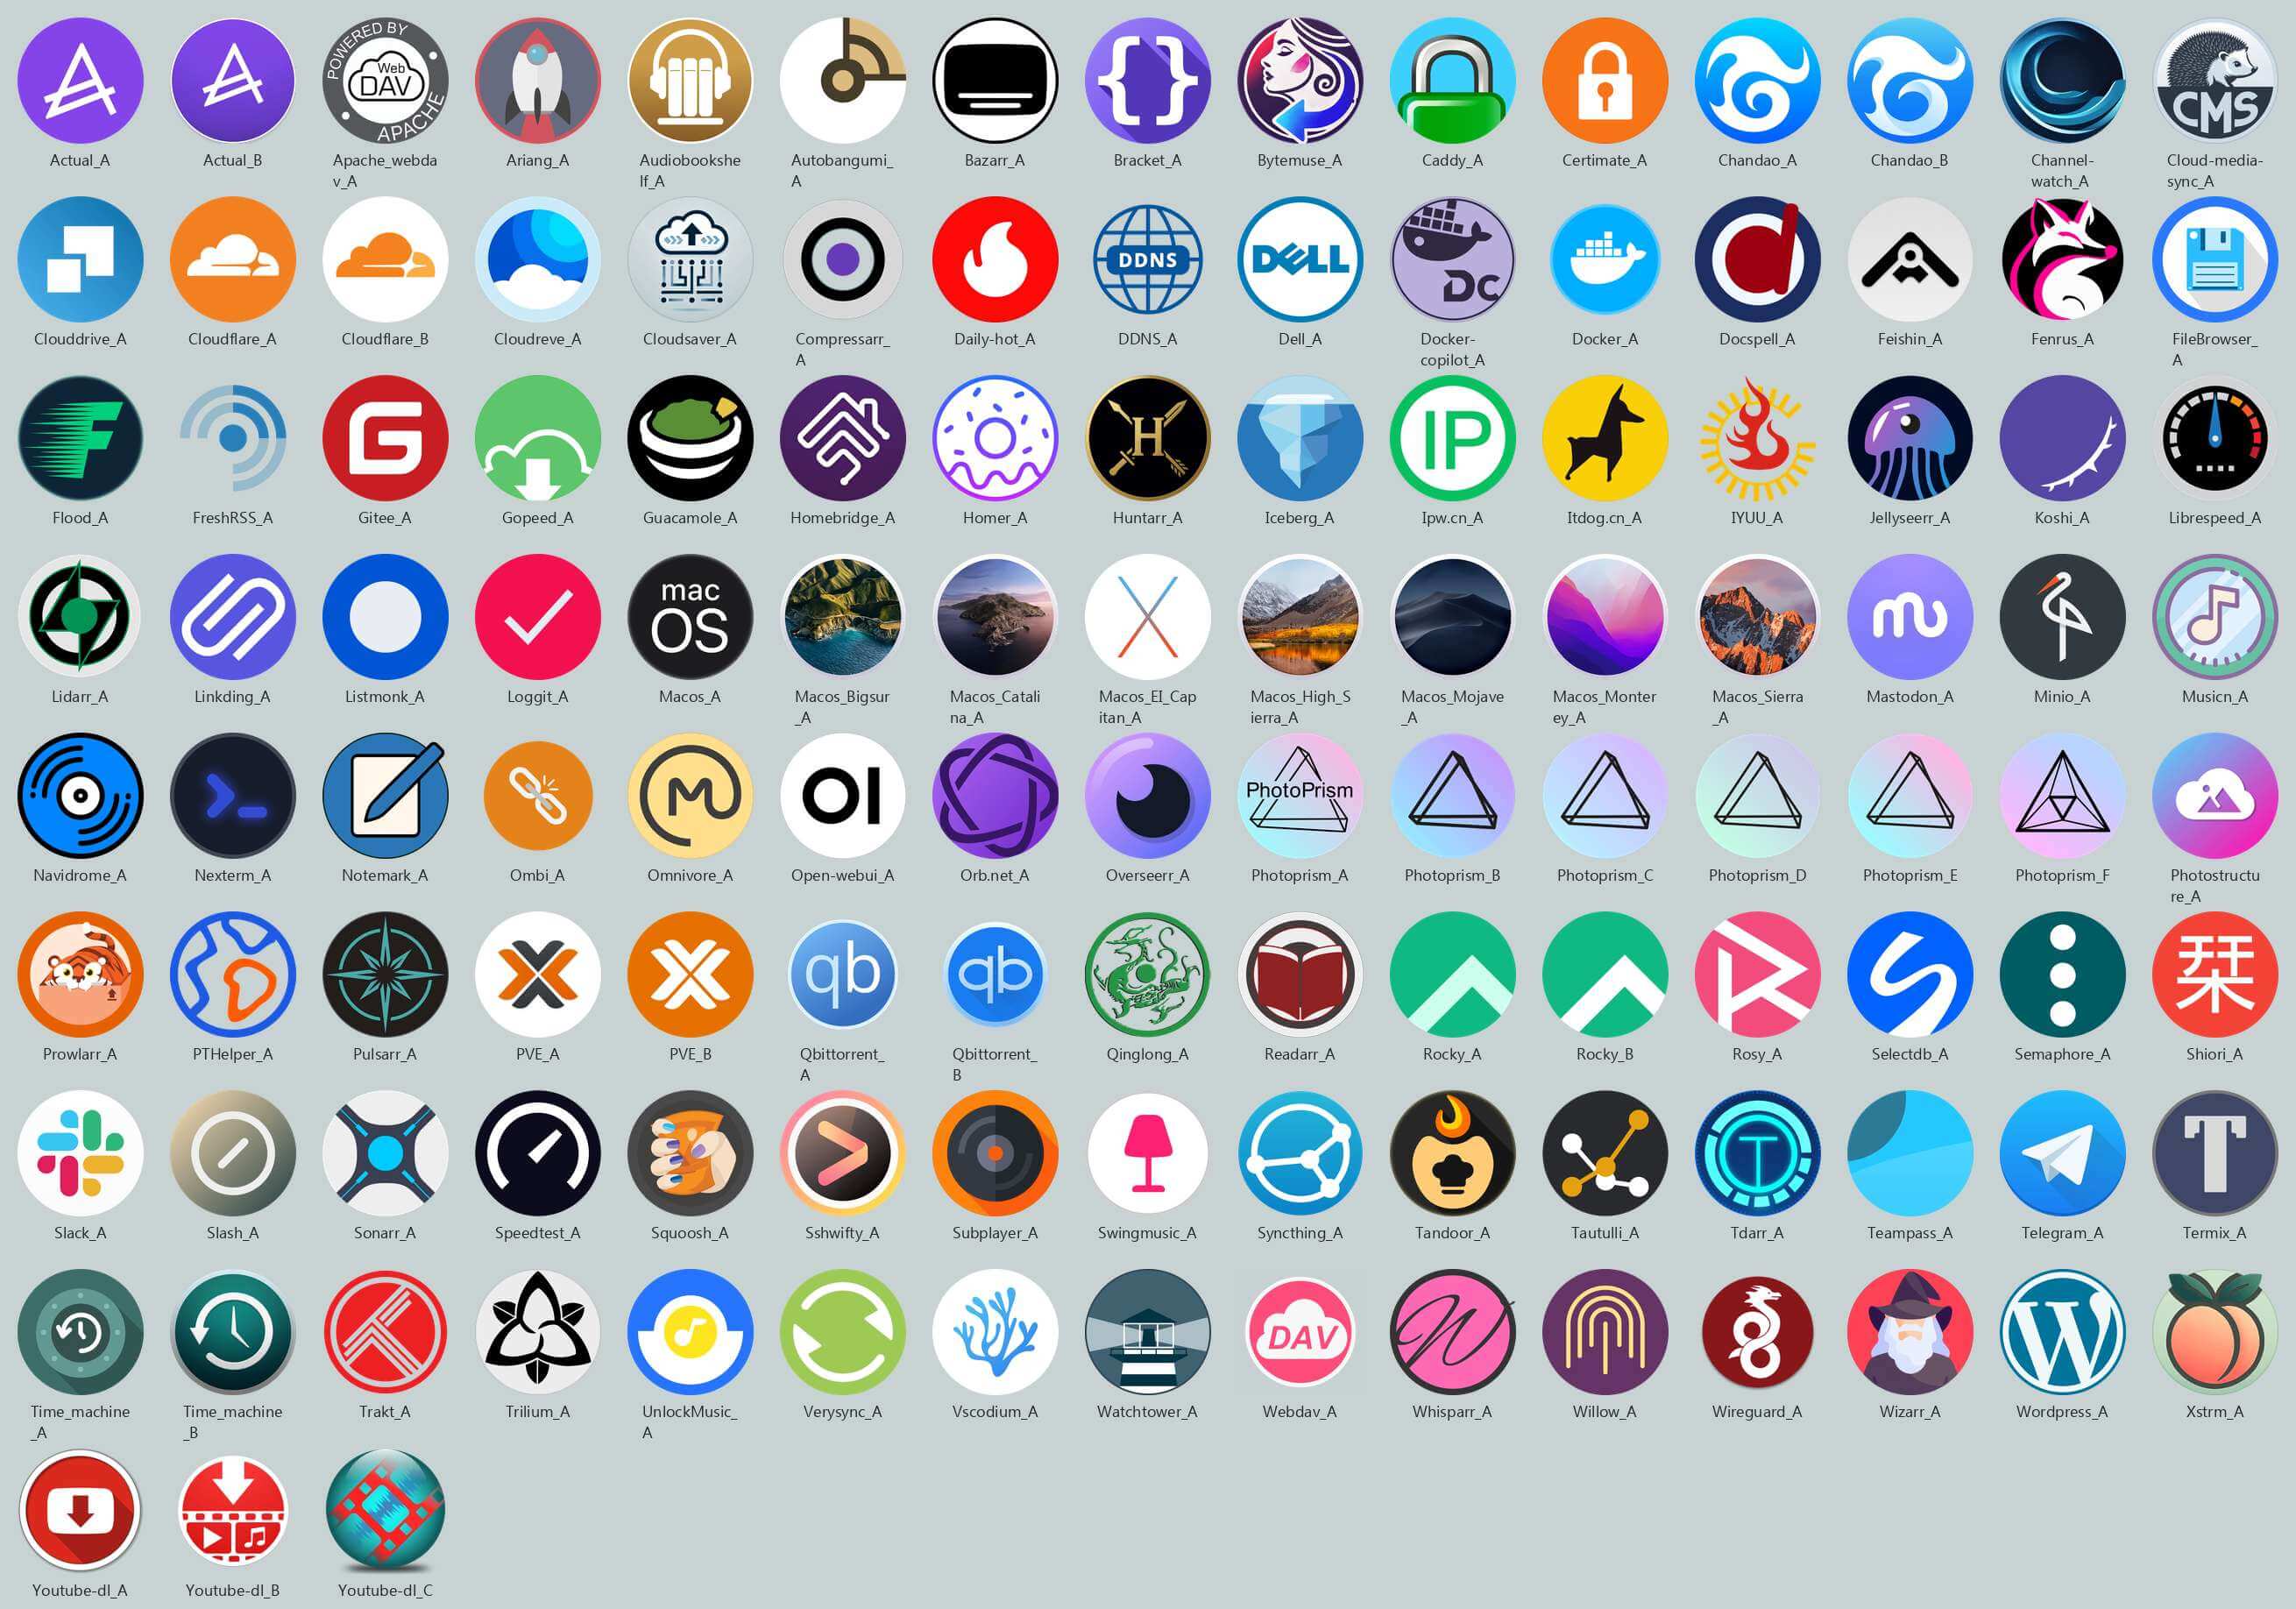 POWERED BY
Web
DAV
APACHE
CMS
Actual_A
Actual_B
Apache_webda
v_A
Ariang_A
Audiobookshe
lf_A
Autobangumi_
A
Bazarr_A
Bracket_A
Bytemuse_A
Caddy_A
Certimate_A
Chandao_A
Chandao_B
Channel-
watch_A
Cloud-media-
sync_A
DDNS
DELL
Dc
Clouddrive_A
Cloudflare_A
Cloudflare_B
Cloudreve_A
Cloudsaver_A
Compressarr_
A
Daily-hot_A
DDNS_A
Dell_A
Docker-
copilot_A
Docker_A
Docspell_A
Feishin_A
Fenrus_A
FileBrowser_
A
F
G
H
IP
Flood_A
FreshRSS_A
Gitee_A
Gopeed_A
Guacamole_A
Homebridge_A
Homer_A
Huntarr_A
Iceberg_A
Ipw.cn_A
Itdog.cn_A
IYUU_A
Jellyseerr_A
Koshi_A
Librespeed_A
mac
OS
X
Lidarr_A
Linkding_A
Listmonk_A
Loggit_A
Macos_A
Macos_Bigsur
_A
Macos_Catali
na_A
Macos_EI_Cap
itan_A
Macos_High_S
ierra_A
Macos_Mojave
_A
Macos_Monter
ey_A
Macos_Sierra
_A
Mastodon_A
Minio_A
Musicn_A
PhotoPrism
Navidrome_A
Nexterm_A
Notemark_A
Ombi_A
Omnivore_A
Open-webui_A
Orb.net_A
Overseerr_A
Photoprism_A
Photoprism_B
Photoprism_C
Photoprism_D
Photoprism_E
Photoprism_F
Photostructu
re_A
qb
qb
栞
Prowlarr_A
PTHelper_A
Pulsarr_A
PVE_A
PVE_B
Qbittorrent_
A
Qbittorrent_
B
Qinglong_A
Readarr_A
Rocky_A
Rocky_B
Rosy_A
Selectdb_A
Semaphore_A
Shiori_A
T
T
Slack_A
Slash_A
Sonarr_A
Speedtest_A
Squoosh_A
Sshwifty_A
Subplayer_A
Swingmusic_A
Syncthing_A
Tandoor_A
Tautulli_A
Tdarr_A
Teampass_A
Telegram_A
Termix_A
DAV
W
W
Time_machine
_A
Time_machine
_B
Trakt_A
Trilium_A
UnlockMusic_
A
Verysync_A
Vscodium_A
Watchtower_A
Webdav_A
Whisparr_A
Willow_A
Wireguard_A
Wizarr_A
Wordpress_A
Xstrm_A
Youtube-dl_A
Youtube-dl_B
Youtube-dl_C